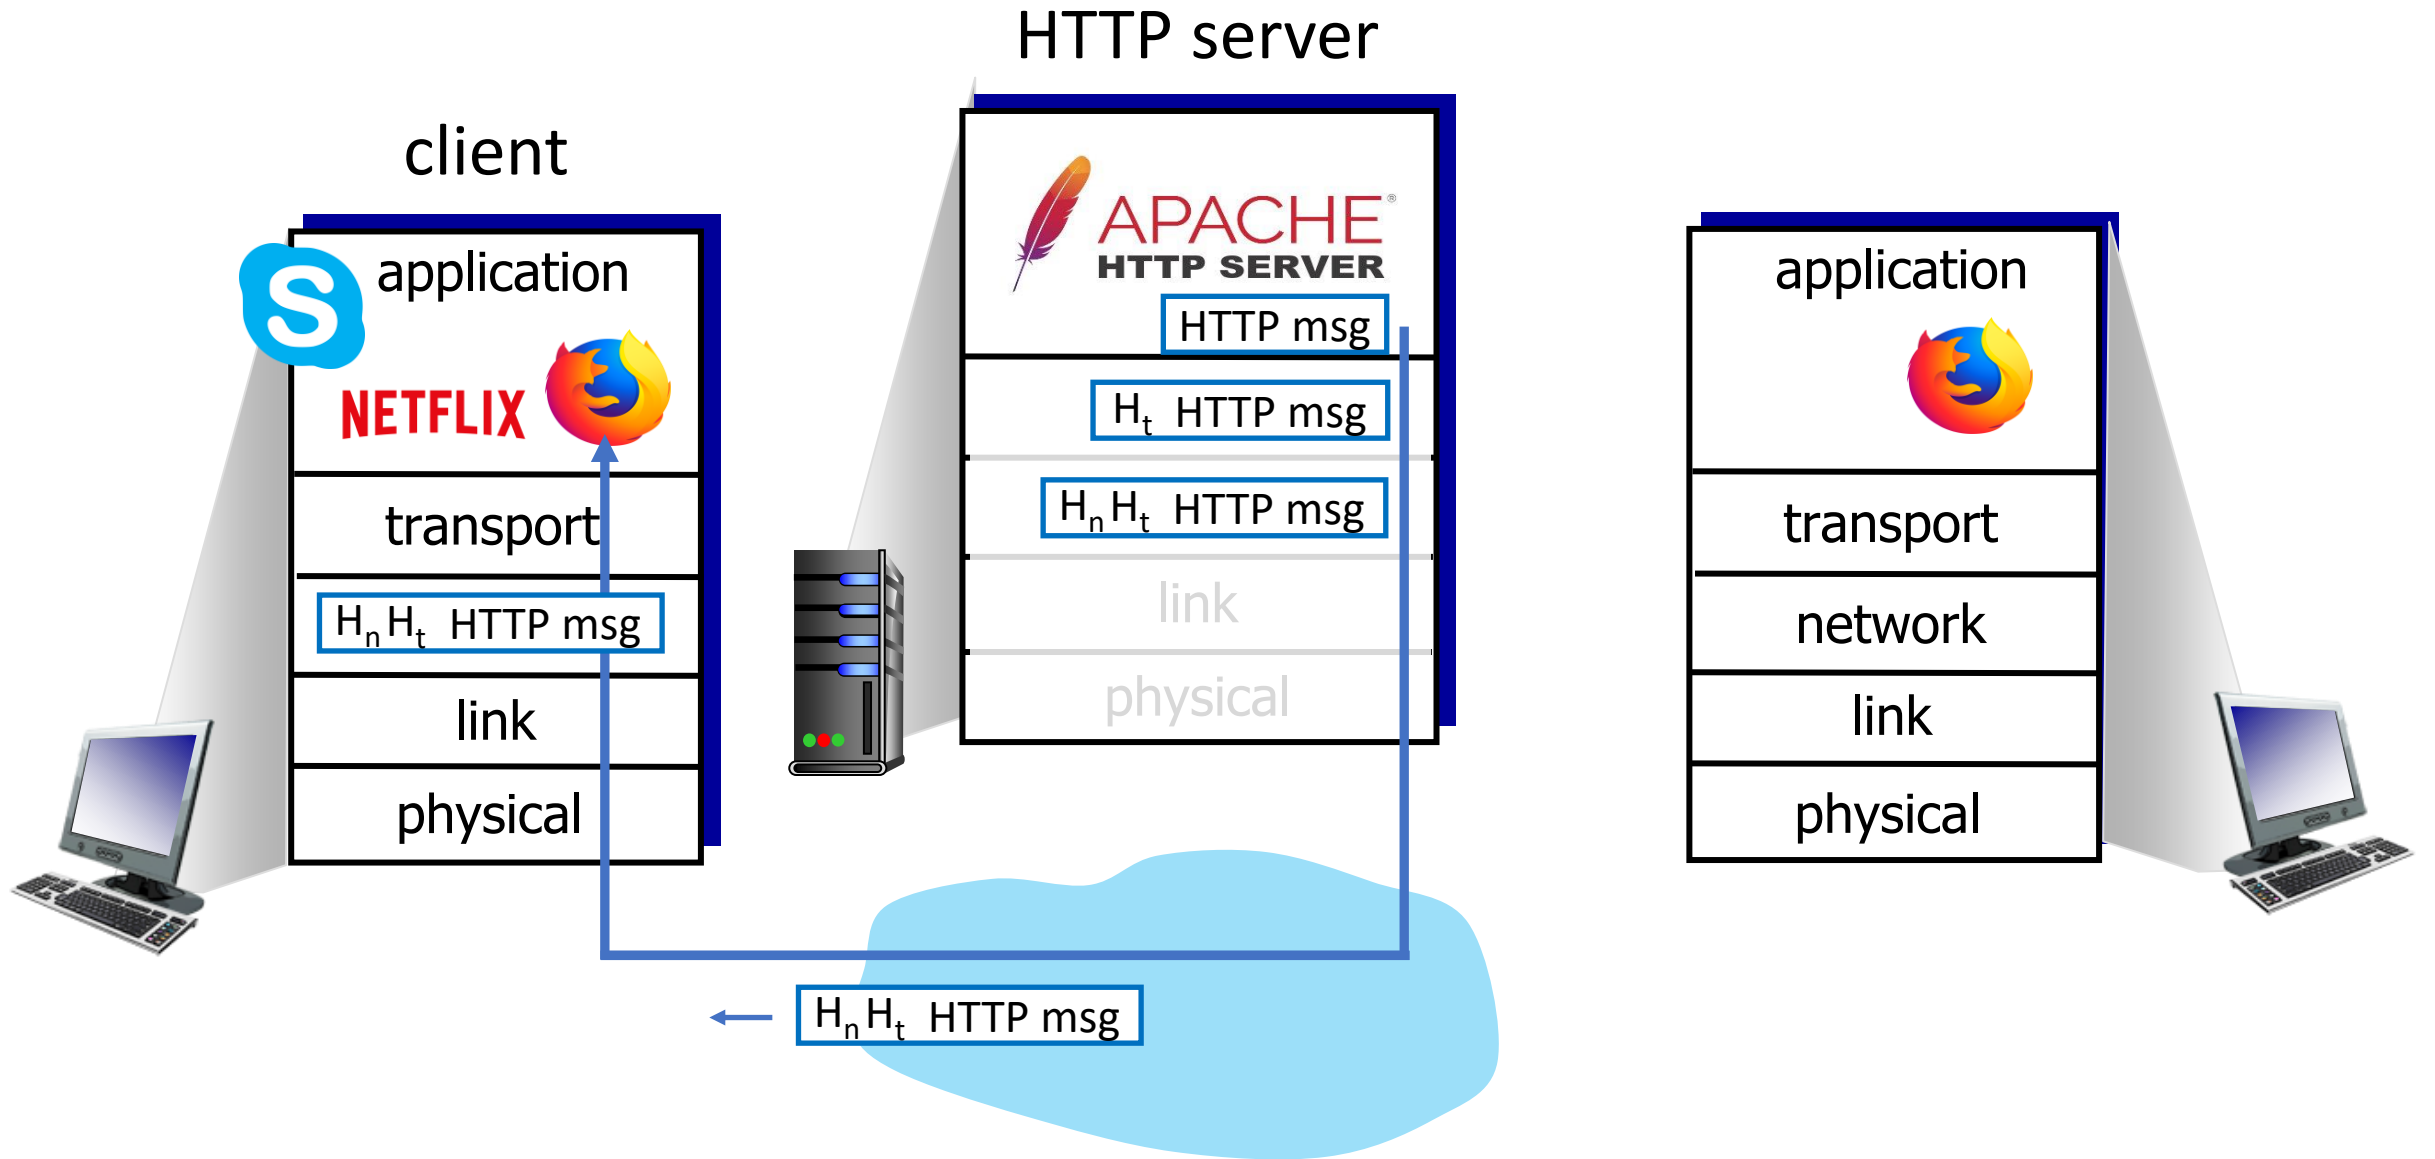 HTTP server
client
application
S
NETFLIX
transport
Hn Ht HTTP msg
link
physical
APACHE®
HTTP SERVER
HTTP msg
Ht HTTP msg
Hn Ht HTTP msg
link
physical
application
transport
network
link
physical
Hn Ht HTTP msg